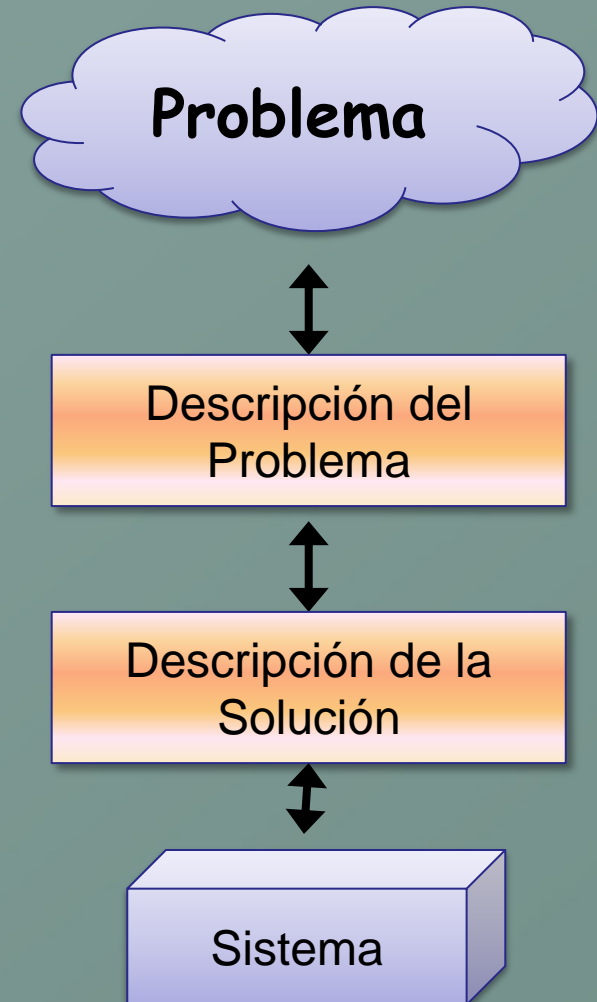 Problema
Descripción del
Problema
Descripción de la
Solución
Sistema